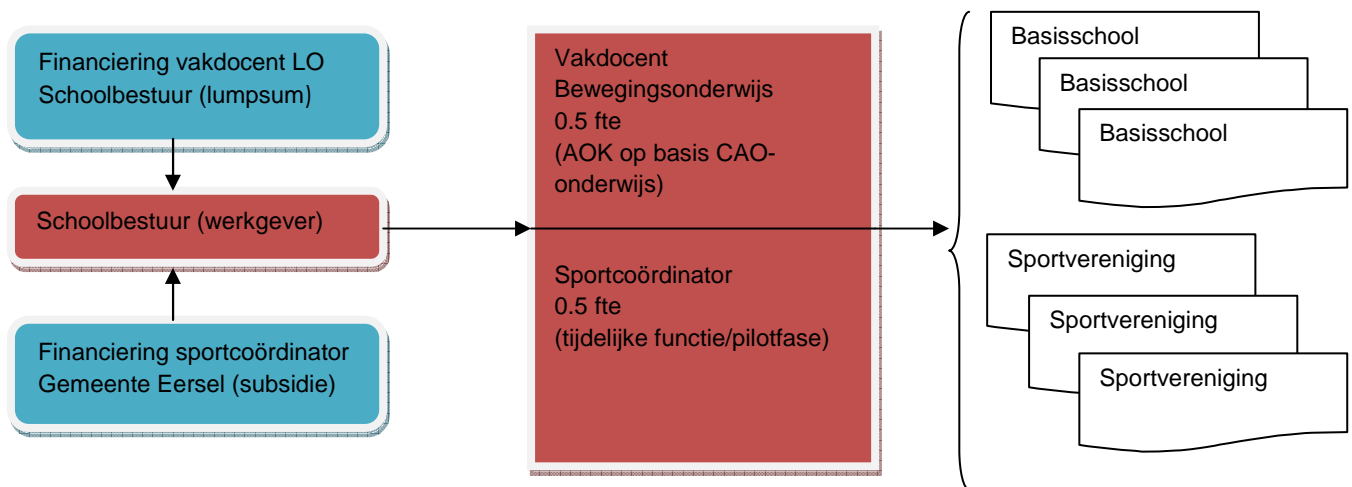 Financiering vakdocent LO
Schoolbestuur (lumpsum)
Schoolbestuur (werkgever)
Financiering sportcoördinator
Gemeente Eersel (subsidie)
Vakdocent
Bewegingsonderwijs
0.5 fte
(AOK op basis CAO-
onderwijs)
Sportcoördinator
0.5 fte
(tijdelijke functie/pilotfase)
Basisschool
Basisschool
Basisschool
Sportvereniging
Sportvereniging
Sportvereniging